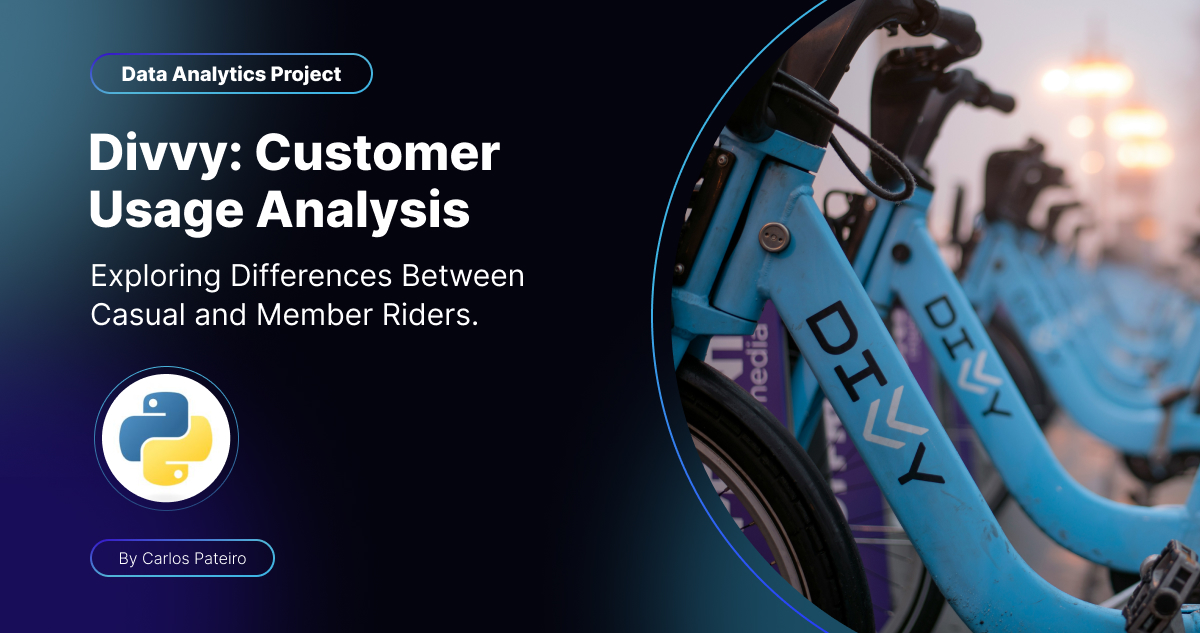 Data Analytics Project
Divvy: Customer
Usage Analysis
Exploring Differences Between
Casual and Member Riders.
By Carlos Pateiro
DIVVY
DIVVY
media